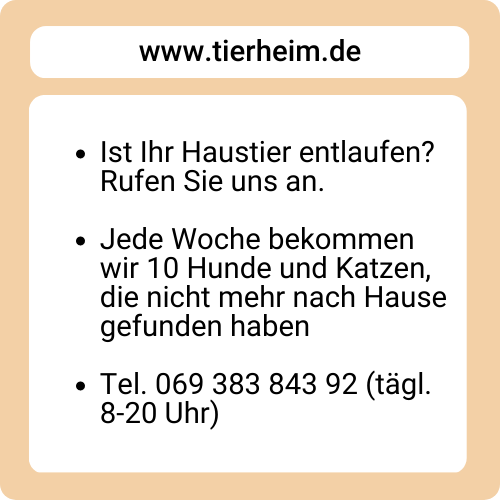 www.tierheim.de
• Ist Ihr Haustier entlaufen?
Rufen Sie uns an.
• Jede Woche bekommen
wir 10 Hunde und Katzen,
die nicht mehr nach Hause
gefunden haben
• Tel. 069 383 843 92 (tägl.
8-20 Uhr)